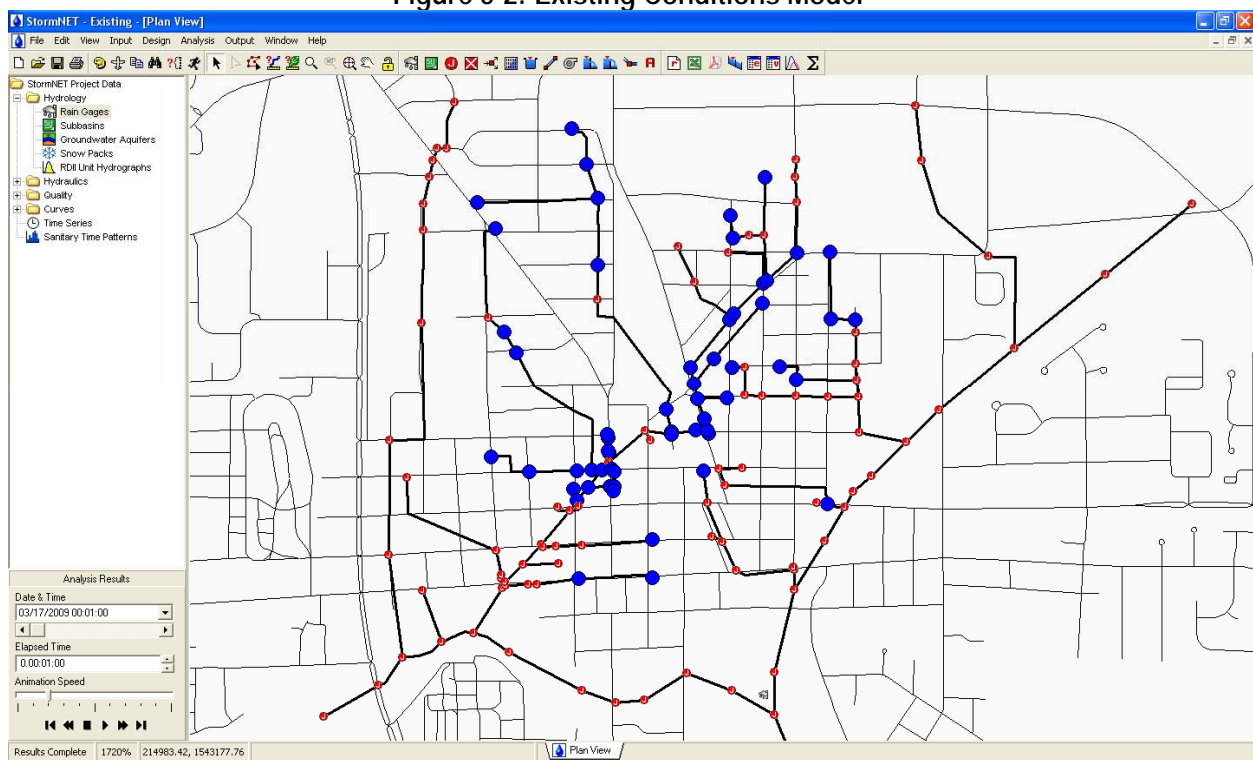 Figure 3-2: Existing Conditions Model
StormNET - Existing - [Plan View]
File Edit View Input Design Analysis Output Window Help
StormNET Project Data
Hydrology
Rain Gages
Subbasins
Groundwater Aquifers
Snow Packs
RDII Unit Hydrographs
Hydraulics
Quality
Curves
Time Series
Sanitary Time Patterns
Analysis Results
Date & Time
03/17/2009 00:01:00
Elapsed Time
0.00:01:00
Animation Speed
Results Complete 1720% 214983.42, 1543177.76 Plan View